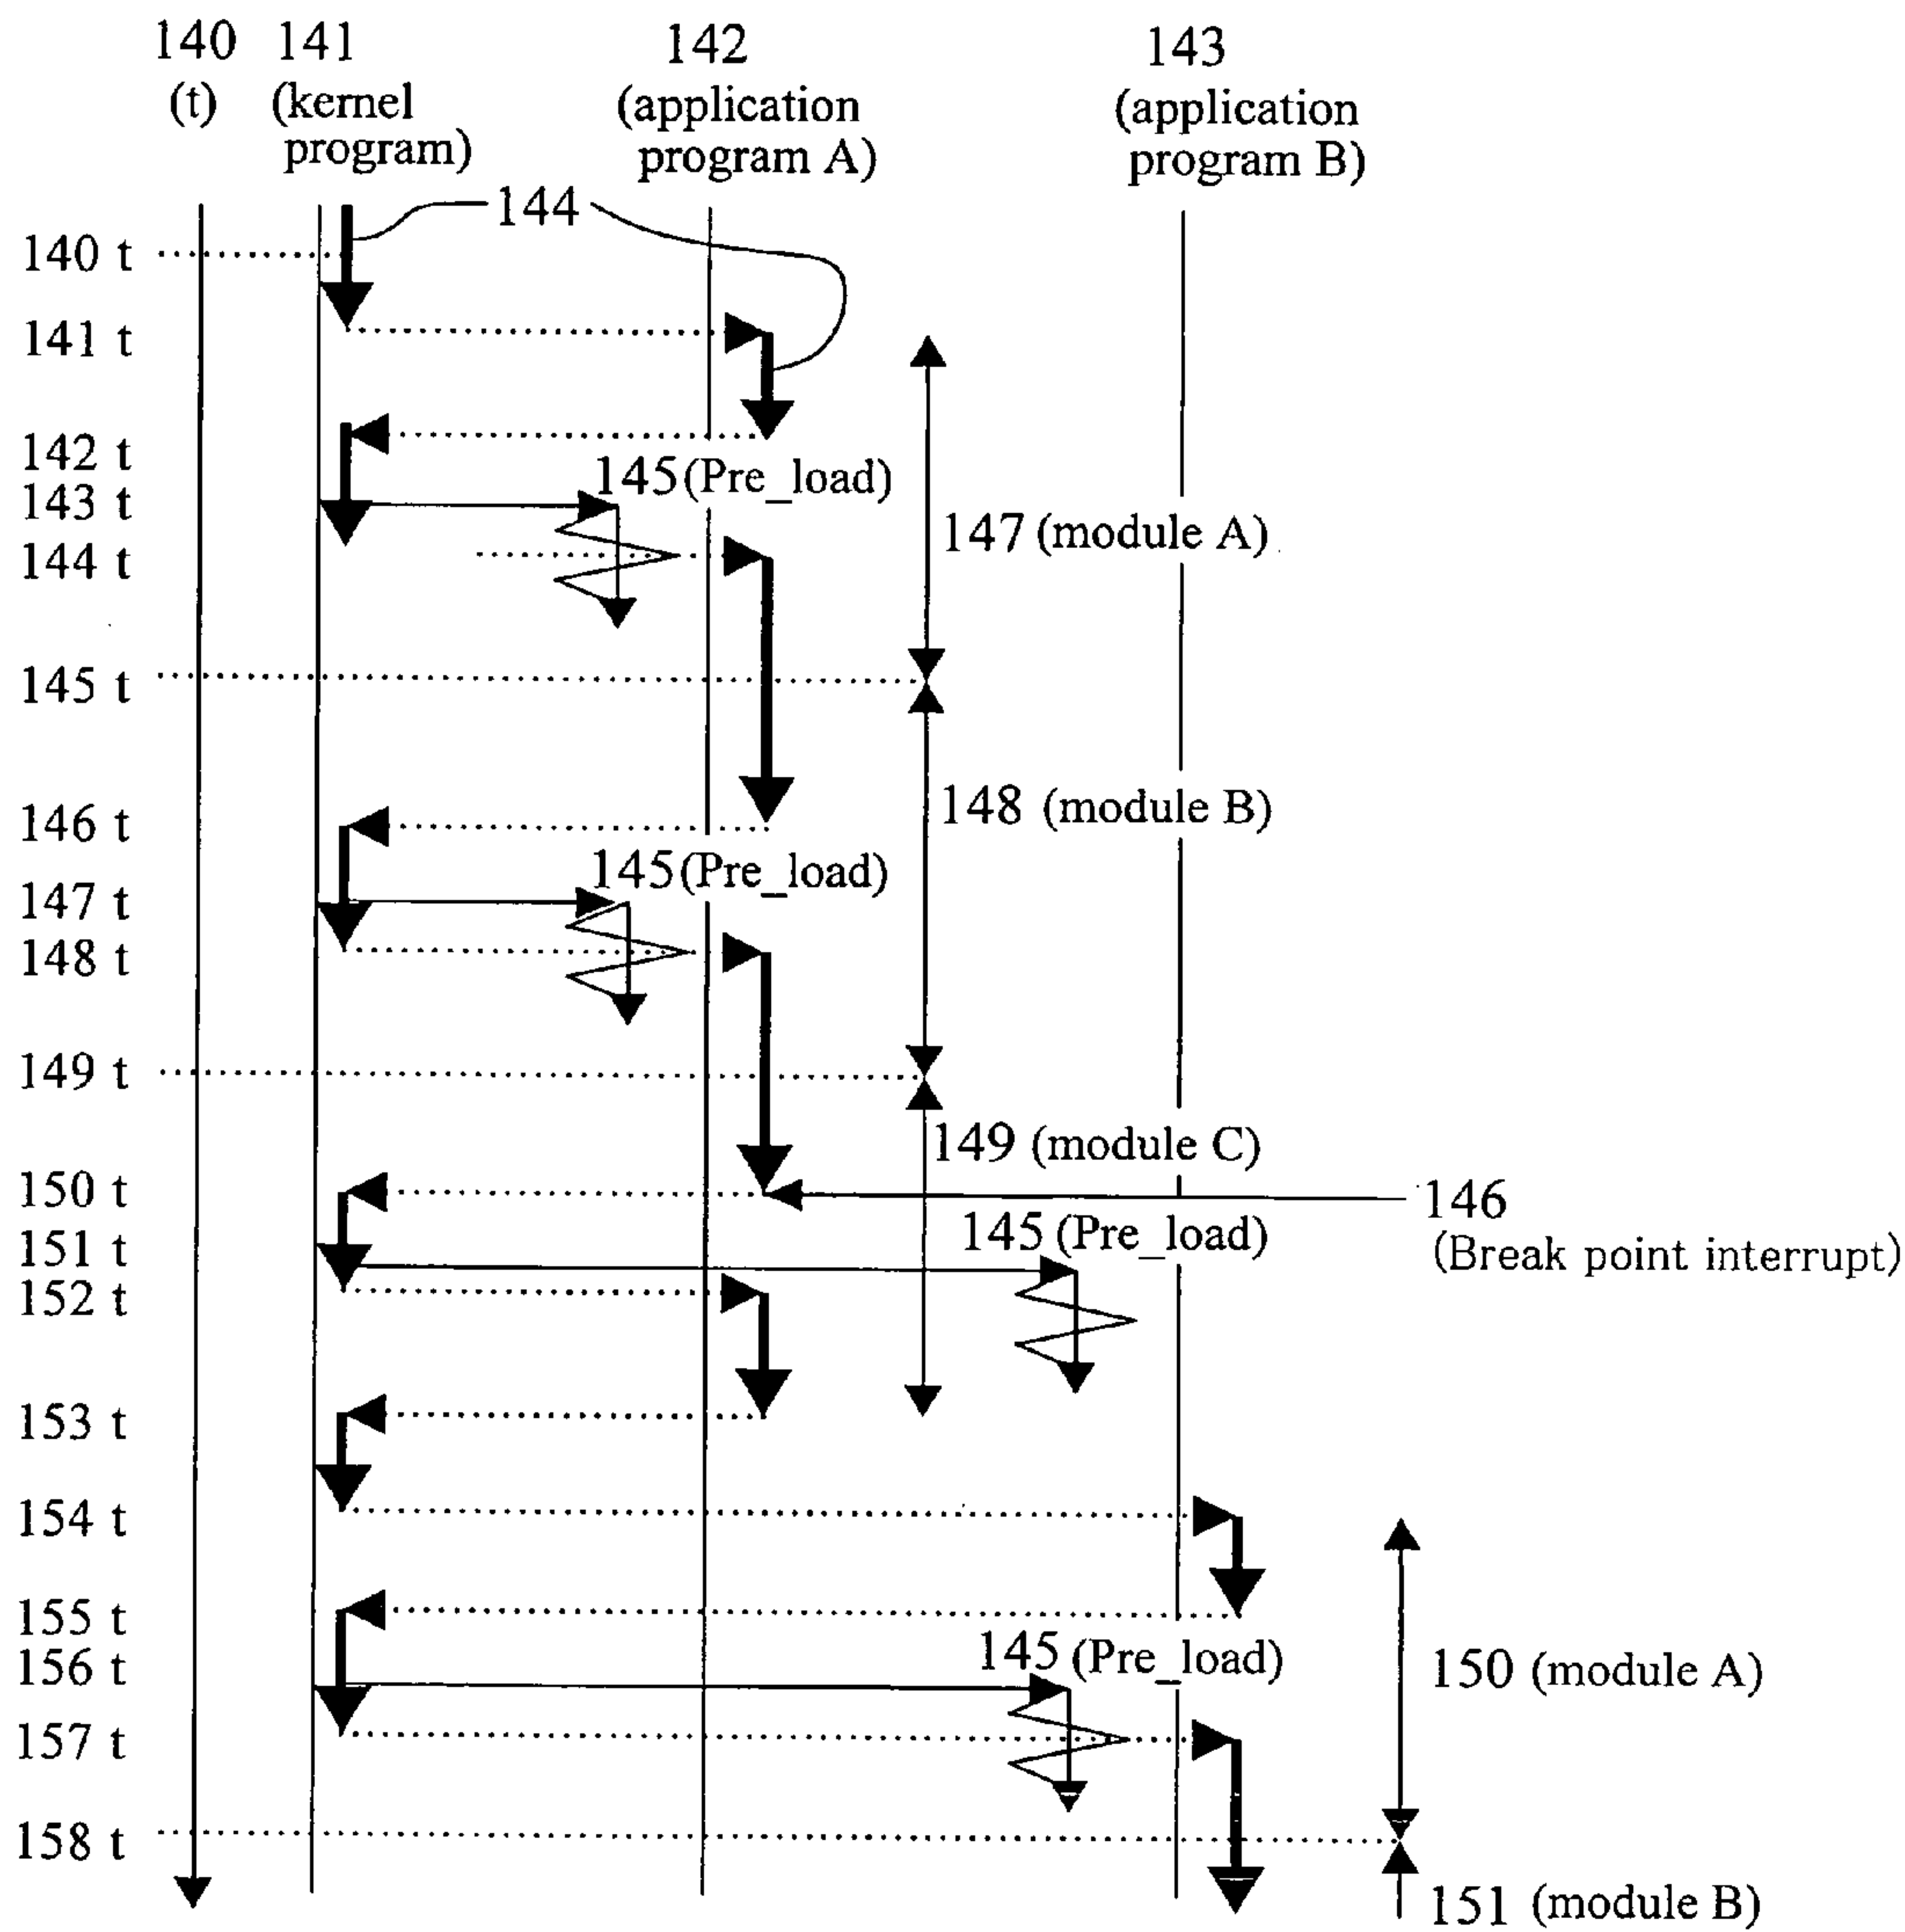 140 141 142 143
(t) (kernel program) (application program A) (application program B)
144
140 t
141 t
142 t
145 (Pre_load)
143 t
147 (module A)
144 t
145 t
148 (module B)
146 t
145 (Pre_load)
147 t
148 t
149 t
149 (module C)
150 t
146
(Break point interrupt)
145 (Pre_load)
151 t
152 t
153 t
154 t
155 t
145 (Pre_load)
156 t
150 (module A)
157 t
158 t
151 (module B)